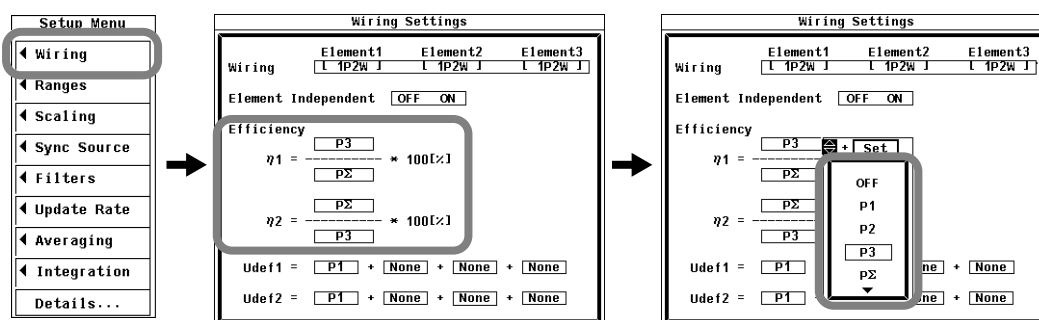 Setup Menu
Wiring
Ranges
Scaling
Sync Source
Filters
Update Rate
Averaging
Integration
Details...
Wiring Settings
Element1 Element2 Element3
Wiring [ 1P2W ] [ 1P2W ] [ 1P2W ]
Element Independent OFF ON
Efficiency
P3
η1 = ---------- * 100[%]
PΣ
PΣ
η2 = ---------- * 100[%]
P3
Udef1 = P1 + None + None + None
Udef2 = P1 + None + None + None
Wiring Settings
Element1 Element2 Element3
Wiring [ 1P2W ] [ 1P2W ] [ 1P2W ]
Element Independent OFF ON
Efficiency
P3 + Set
η1 = ----------
PΣ
PΣ
η2 = ----------
P3
OFF
P1
P2
P3
PΣ
Udef1 = P1 + None
Udef2 = P1 + None + None